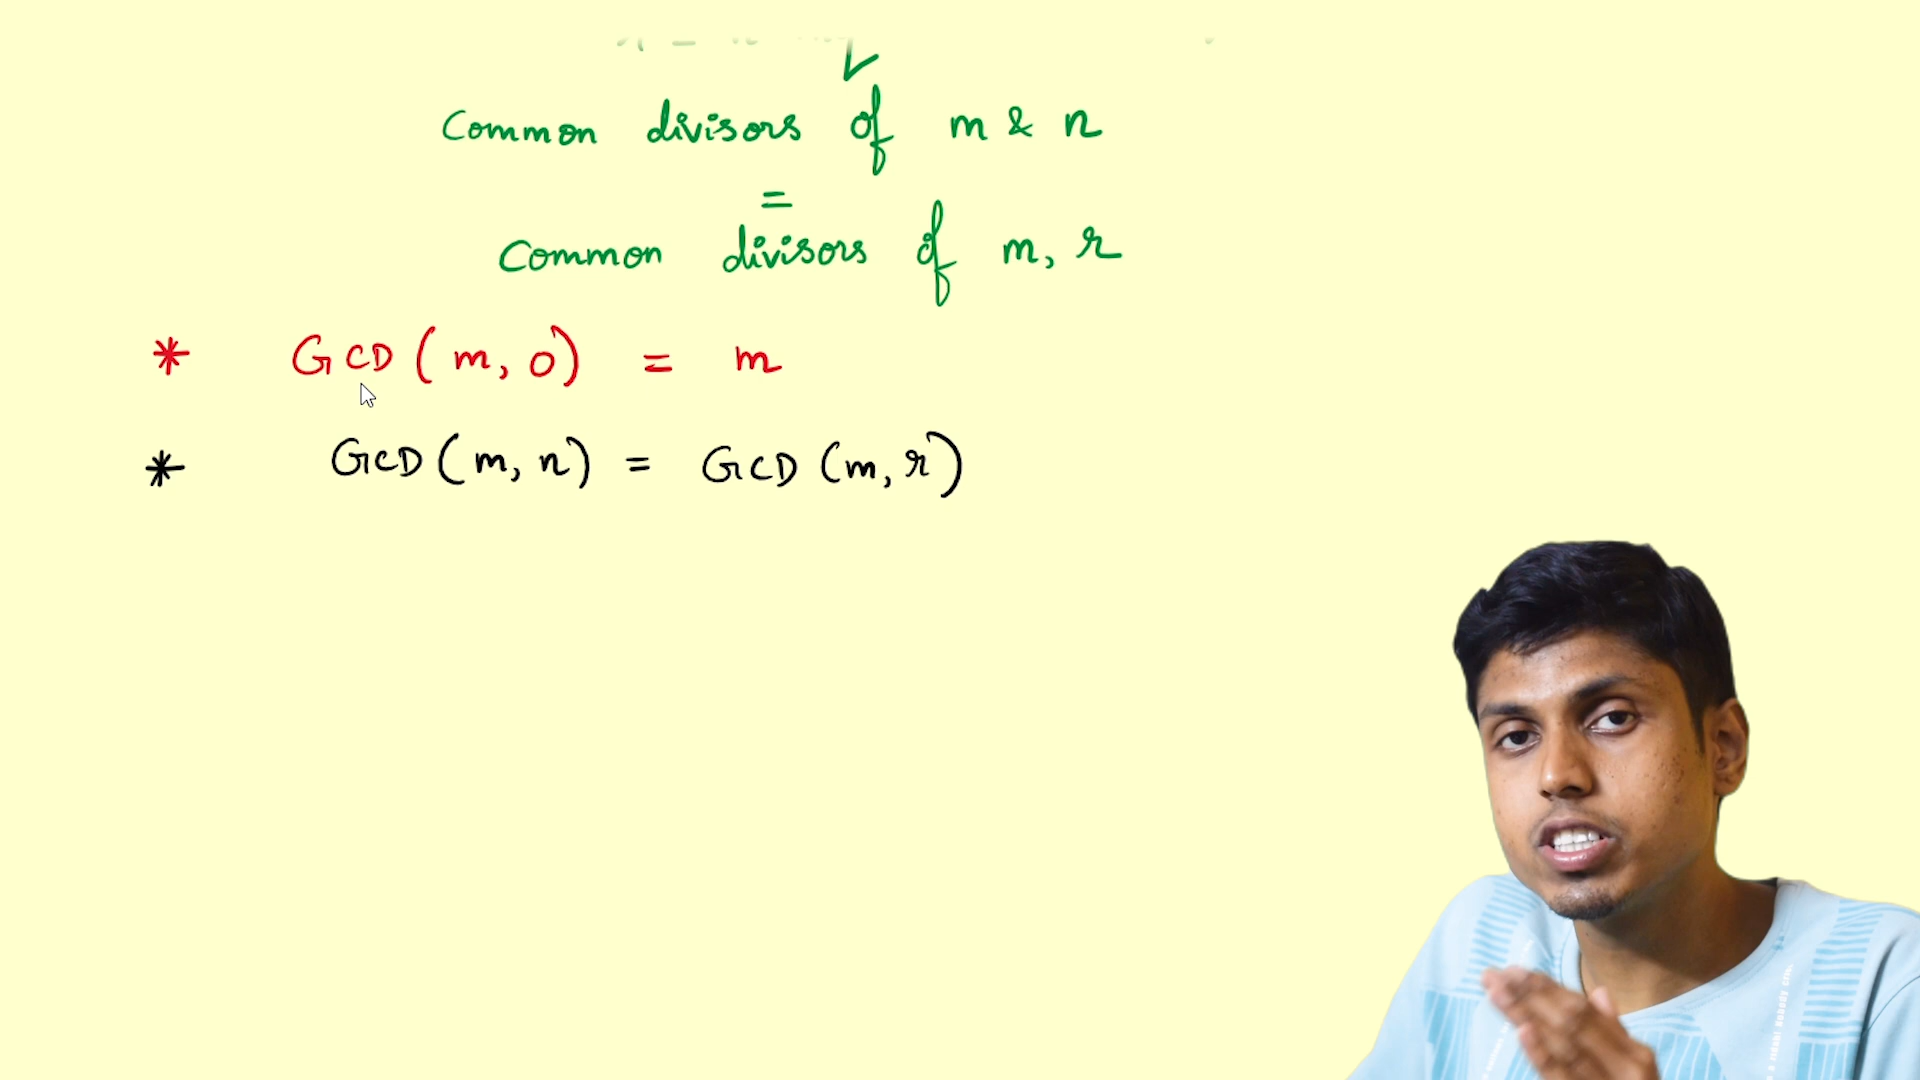 Common divisors of m & n
=
Common divisors of m, r
* GCD ( m, 0 ) = m
* GCD ( m, n ) = GCD ( m, r )